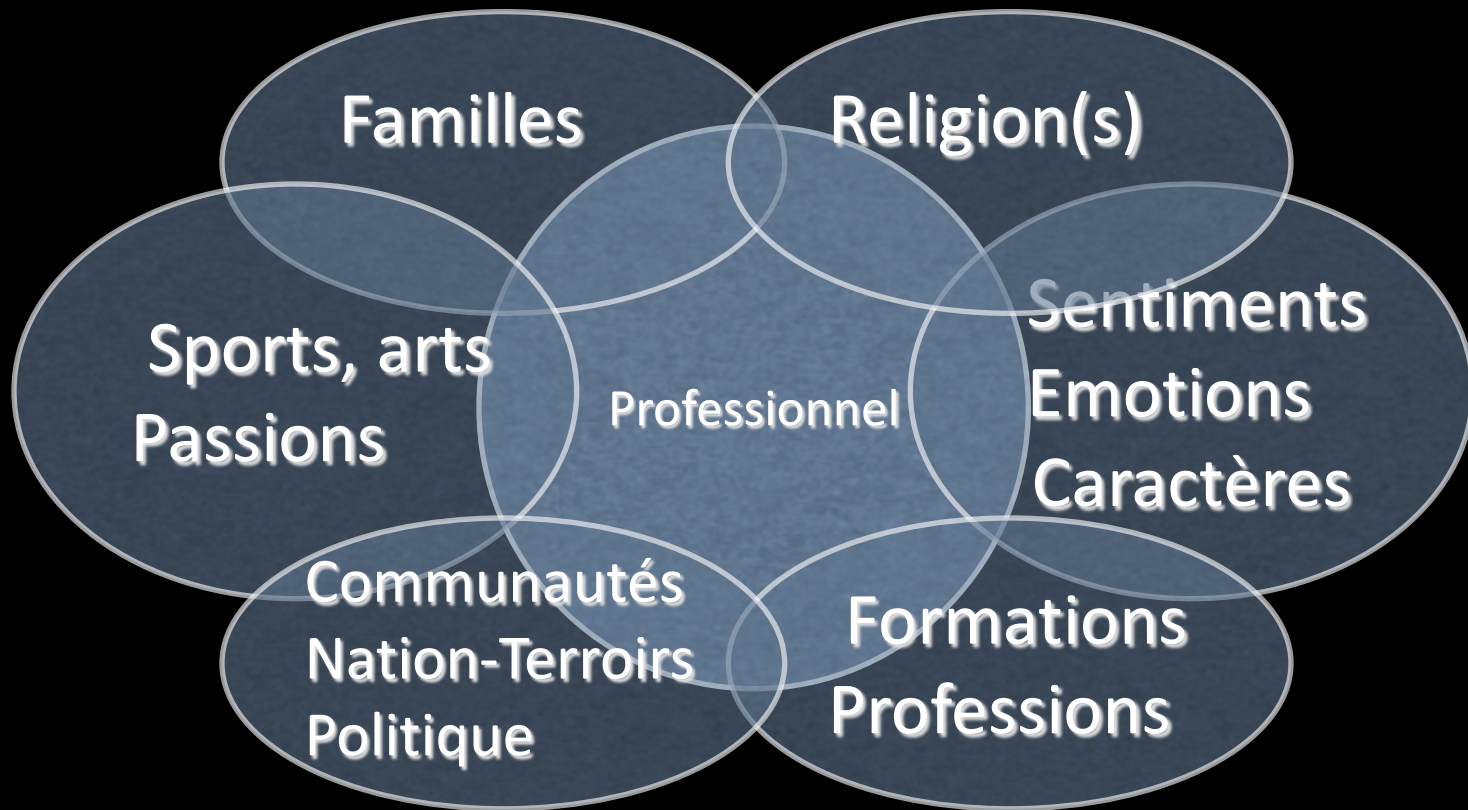 Familles
Religion(s)
Sports, arts
Passions
Professionnel
Sentiments
Emotions
Caractères
Communautés
Nation-Terroirs
Politique
Formations
Professions